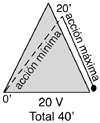 20'
acción mínima
acción máxima
0'
20 V
Total 40'